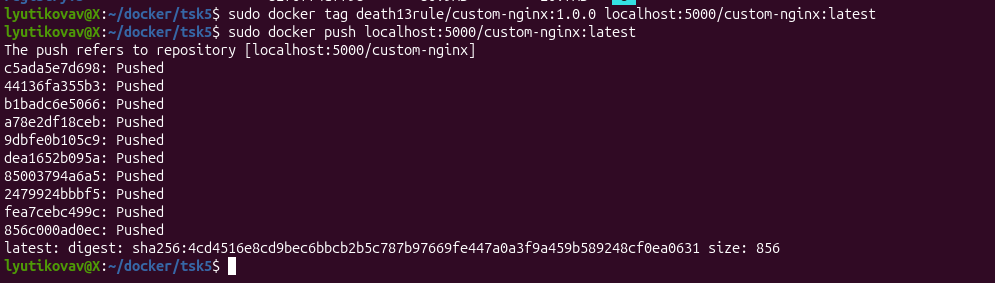 lyutikovav@X:~/docker/tsk5$ sudo docker tag death13rule/custom-nginx:1.0.0 localhost:5000/custom-nginx:latest
lyutikovav@X:~/docker/tsk5$ sudo docker push localhost:5000/custom-nginx:latest
The push refers to repository [localhost:5000/custom-nginx]
c5ada5e7d698: Pushed
44136fa355b3: Pushed
b1badc6e5066: Pushed
a78e2df18ceb: Pushed
9dbfe0b105c9: Pushed
dea1652b095a: Pushed
85003794a6a5: Pushed
2479924bbbf5: Pushed
fea7cebc499c: Pushed
856c000ad0ec: Pushed
latest: digest: sha256:4cd4516e8cd9bec6bbcb2b5c787b97669fe447a0a3f9a459b589248cf0ea0631 size: 856
lyutikovav@X:~/docker/tsk5$